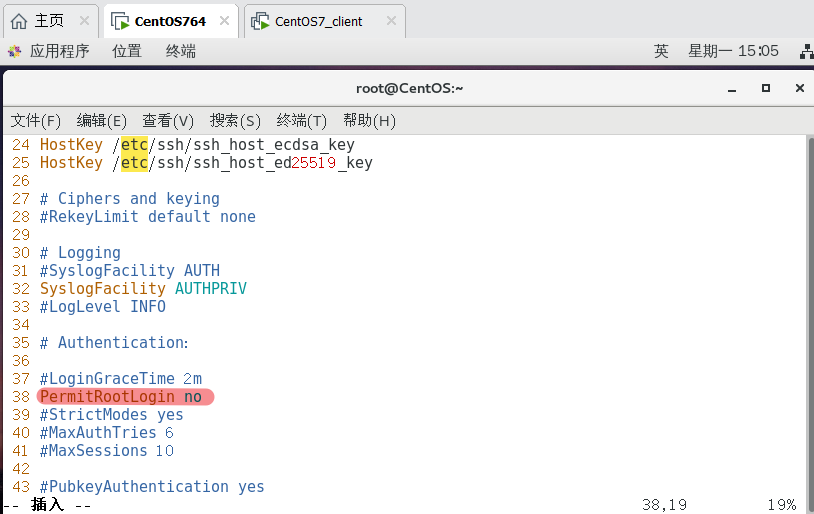 主页 CentOS764 CentOS7_client
应用程序 位置 终端 英 星期一 15:05
root@CentOS:~
文件(F) 编辑(E) 查看(V) 搜索(S) 终端(T) 帮助(H)
24 HostKey /etc/ssh/ssh_host_ecdsa_key
25 HostKey /etc/ssh/ssh_host_ed25519_key
26
27 # Ciphers and keying
28 #RekeyLimit default none
29
30 # Logging
31 #SyslogFacility AUTH
32 SyslogFacility AUTHPRIV
33 #LogLevel INFO
34
35 # Authentication:
36
37 #LoginGraceTime 2m
38 PermitRootLogin no
39 #StrictModes yes
40 #MaxAuthTries 6
41 #MaxSessions 10
42
43 #PubkeyAuthentication yes
-- 插入 -- 38,19 19%